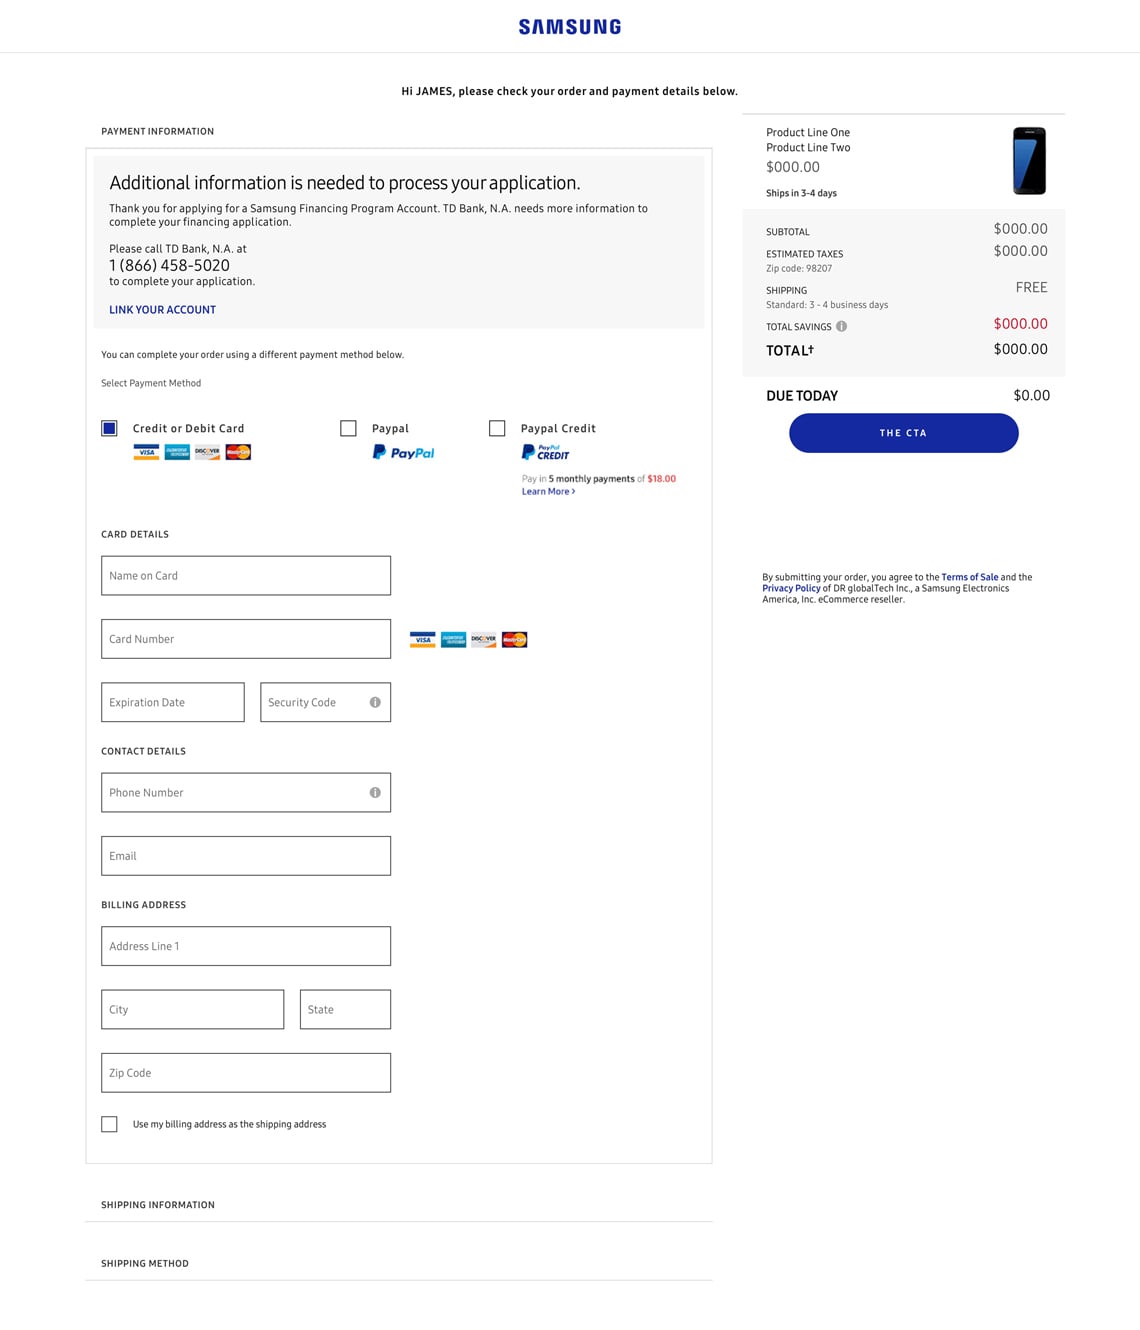 SAMSUNG
Hi JAMES, please check your order and payment details below.
PAYMENT INFORMATION
Additional information is needed to process your application.
Thank you for applying for a Samsung Financing Program Account. TD Bank, N.A. needs more information to
complete your financing application.
Please call TD Bank, N.A. at
1 (866) 458-5020
to complete your application.
LINK YOUR ACCOUNT
You can complete your order using a different payment method below.
Select Payment Method
Credit or Debit Card
VISA DISCOVER MasterCard
Paypal
PayPal
Paypal Credit
PayPal
CREDIT
Pay in 5 monthly payments of $18.00
Learn More >
CARD DETAILS
Name on Card
Card Number
VISA DISCOVER MasterCard
Expiration Date
Security Code
CONTACT DETAILS
Phone Number
Email
BILLING ADDRESS
Address Line 1
City
State
Zip Code
Use my billing address as the shipping address
SHIPPING INFORMATION
SHIPPING METHOD
Product Line One
Product Line Two
$000.00
Ships in 3-4 days
SUBTOTAL $000.00
ESTIMATED TAXES $000.00
Zip code: 98207
SHIPPING FREE
Standard: 3 - 4 business days
TOTAL SAVINGS $000.00
TOTAL† $000.00
DUE TODAY $0.00
THE CTA
By submitting your order, you agree to the Terms of Sale and the
Privacy Policy of DR globalTech Inc., a Samsung Electronics
America, Inc. eCommerce reseller.